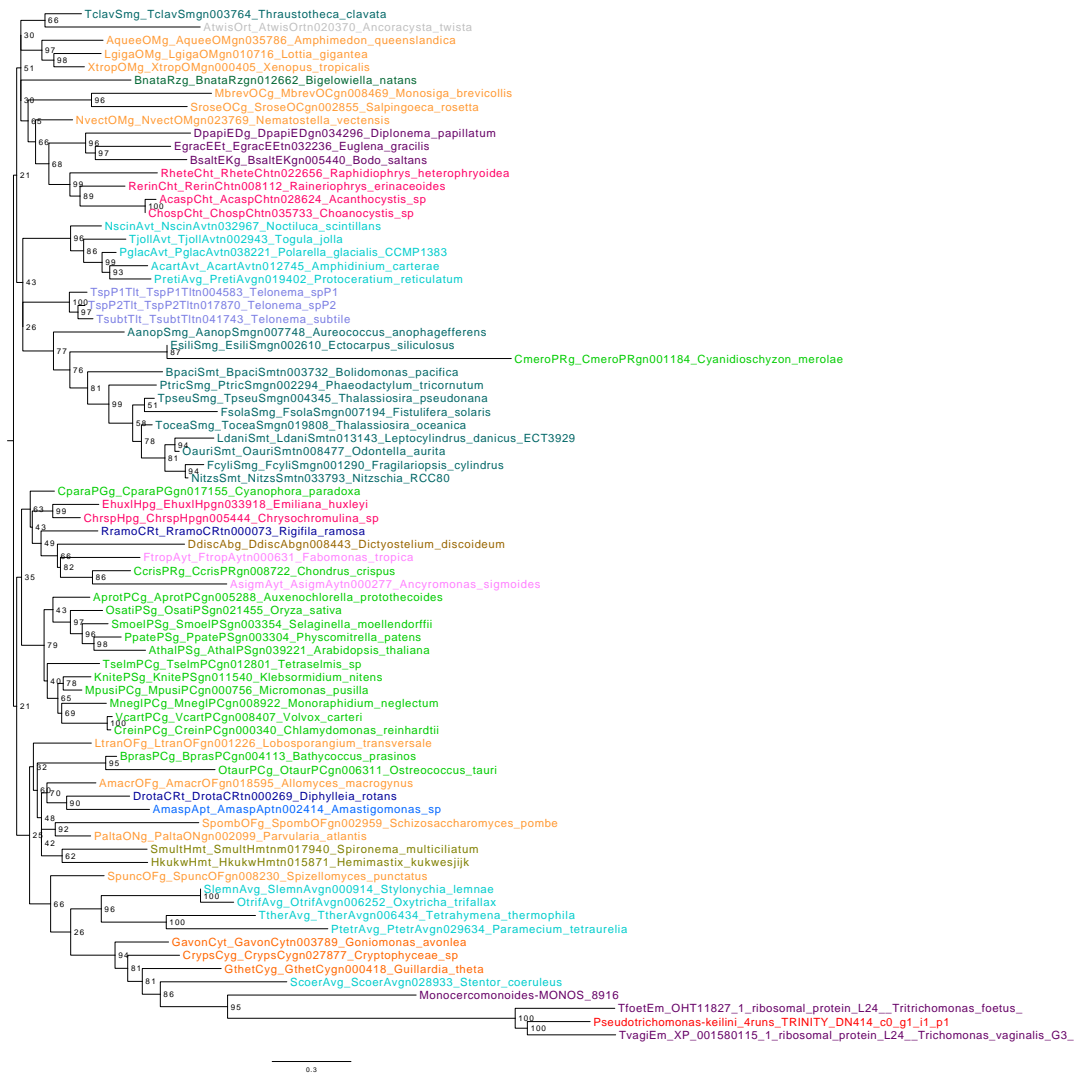 TclavSmg_TclavSmgn003764_Thraustotheca_clavata
66
AtwisOrt_AtwisOrtn020370_Ancoracysta_twista
30
AqueeOMg_AqueeOMgn035786_Amphimedon_queenslandica
97
LgigaOMg_LgigaOMgn010716_Lottia_gigantea
98
XtropOMg_XtropOMgn000405_Xenopus_tropicalis
51
BnataRzg_BnataRzgn012662_Bigelowiella_natans
MbrevOCg_MbrevOCgn008469_Monosiga_brevicollis
30
96
SroseOCg_SroseOCgn002855_Salpingoeca_rosetta
65
NvectOMg_NvectOMgn023769_Nematostella_vectensis
DpapiEDg_DpapiEDgn034296_Diplonema_papillatum
66
96
EgracEEt_EgracEEtn032236_Euglena_gracilis
97
BsaltEKg_BsaltEKgn005440_Bodo_saltans
68
RheteCht_RheteChtn022656_Raphidiophrys_heterophryoidea
21
99
RerinCht_RerinChtn008112_Raineriophrys_erinaceoides
89
AcaspCht_AcaspChtn028624_Acanthocystis_sp
100
ChospCht_ChospChtn035733_Choanocystis_sp
NscinAvt_NscinAvtn032967_Noctiluca_scintillans
96
TjollAvt_TjollAvtn002943_Togula_jolla
86
PglacAvt_PglacAvtn038221_Polarella_glacialis_CCMP1383
99
AcartAvt_AcartAvtn012745_Amphidinium_carterae
93
PretiAvg_PretiAvgn019402_Protoceratium_reticulatum
43
TspP1Tlt_TspP1Tltn004583_Telonema_spP1
100
TspP2Tlt_TspP2Tltn017870_Telonema_spP2
97
TsubtTlt_TsubtTltn041743_Telonema_subtile
26
AanopSmg_AanopSmgn007748_Aureococcus_anophagefferens
EsiliSmg_EsiliSmgn002610_Ectocarpus_siliculosus
77
87
CmeroPRg_CmeroPRgn001184_Cyanidioschyzon_merolae
76
BpaciSmt_BpaciSmtn003732_Bolidomonas_pacifica
81
PtricSmg_PtricSmgn002294_Phaeodactylum_tricornutum
99
TpseuSmg_TpseuSmgn004345_Thalassiosira_pseudonana
51
FsolaSmg_FsolaSmgn007194_Fistulifera_solaris
58
ToceaSmg_ToceaSmgn019808_Thalassiosira_oceanica
78
LdaniSmt_LdaniSmtn013143_Leptocylindrus_danicus_ECT3929
94
OauriSmt_OauriSmtn008477_Odontella_aurita
81
FcyliSmg_FcyliSmgn001290_Fragilariopsis_cylindrus
94
NitzsSmt_NitzsSmtn033793_Nitzschia_RCC80
CparaPGg_CparaPGgn017155_Cyanophora_paradoxa
EhuxlHpg_EhuxlHpgn033918_Emiliana_huxleyi
63
99
ChrspHpg_ChrspHpgn005444_Chrysochromulina_sp
43
RramoCRt_RramoCRtn000073_Rigifila_ramosa
49
DdiscAbg_DdiscAbgn008443_Dictyostelium_discoideum
66
FtropAyt_FtropAytn000631_Fabomonas_tropica
82
CcrisPRg_CcrisPRgn008722_Chondrus_crispus
35
86
AsigmAyt_AsigmAytn000277_Ancyromonas_sigmoides
AprotPCg_AprotPCgn005288_Auxenochlorella_protothecoides
43
OsatiPSg_OsatiPSgn021455_Oryza_sativa
97
SmoelPSg_SmoelPSgn003354_Selaginella_moellendorffii
96
PpatePSg_PpatePSgn003304_Physcomitrella_patens
79
98
AthalPSg_AthalPSgn039221_Arabidopsis_thaliana
TselmPCg_TselmPCgn012801_Tetraselmis_sp
KnitePSg_KnitePSgn011540_Klebsormidium_nitens
40
78
MpusiPCg_MpusiPCgn000756_Micromonas_pusilla
65
MneglPCg_MneglPCgn008922_Monoraphidium_neglectum
21
69
VcartPCg_VcartPCgn008407_Volvox_carteri
100
CreinPCg_CreinPCgn000340_Chlamydomonas_reinhardtii
LtranOFg_LtranOFgn001226_Lobosporangium_transversale
BprasPCg_BprasPCgn004113_Bathycoccus_prasinos
32
95
OtaurPCg_OtaurPCgn006311_Ostreococcus_tauri
AmacrOFg_AmacrOFgn018595_Allomyces_macrogynus
70
DrotaCRt_DrotaCRtn000269_Diphylleia_rotans
90
AmaspApt_AmaspAptn002414_Amastigomonas_sp
48
SpombOFg_SpombOFgn002959_Schizosaccharomyces_pombe
92
25
PaltaONg_PaltaONgn002099_Parvularia_atlantis
42
SmultHmt_SmultHmtnm017940_Spironema_multiciliatum
62
HkukwHmt_HkukwHmtn015871_Hemimastix_kukwesjijk
SpuncOFg_SpuncOFgn008230_Spizellomyces_punctatus
SlemnAvg_SlemnAvgn000914_Stylonychia_lemnae
100
OtrifAvg_OtrifAvgn006252_Oxytricha_trifallax
66
96
TtherAvg_TtherAvgn006434_Tetrahymena_thermophila
100
PtetrAvg_PtetrAvgn029634_Paramecium_tetraurelia
26
GavonCyt_GavonCytn003789_Goniomonas_avonlea
94
CrypsCyg_CrypsCygn027877_Cryptophyceae_sp
81
GthetCyg_GthetCygn000418_Guillardia_theta
81
ScoerAvg_ScoerAvgn028933_Stentor_coeruleus
86
Monocercomonoides-MONOS_8916
95
TfoetEm_OHT11827_1_ribosomal_protein_L24__Tritrichomonas_foetus_
100
Pseudotrichomonas-keilini_4runs_TRINITY_DN414_c0_g1_i1_p1
100
TvagiEm_XP_001580115_1_ribosomal_protein_L24__Trichomonas_vaginalis_G3_
0.3